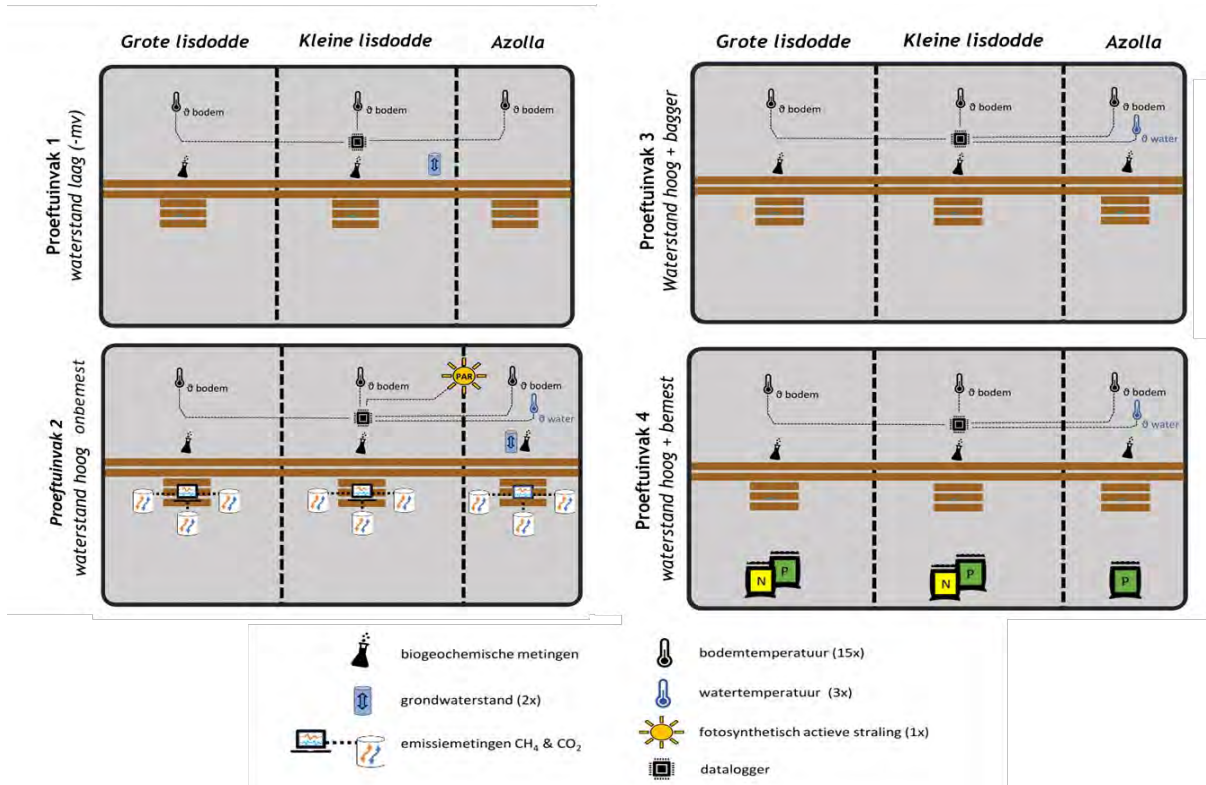 Grote lisdodde
Kleine lisdodde
Azolla
Proeftuinvak 1
waterstand laag (-mv)
ϑ bodem
ϑ bodem
ϑ bodem
Grote lisdodde
Kleine lisdodde
Azolla
Proeftuinvak 3
Waterstand hoog + bagger
ϑ bodem
ϑ bodem
ϑ bodem
ϑ water
Proeftuinvak 2
waterstand hoog onbemest
ϑ bodem
ϑ bodem
PAR
ϑ bodem
ϑ water
Proeftuinvak 4
waterstand hoog + bemest
ϑ bodem
ϑ bodem
ϑ bodem
ϑ water
N
P
N
P
P
biogeochemische metingen
grondwaterstand (2x)
emissiemetingen CH₄ & CO₂
bodemtemperatuur (15x)
watertemperatuur (3x)
fotosynthetisch actieve straling (1x)
datalogger